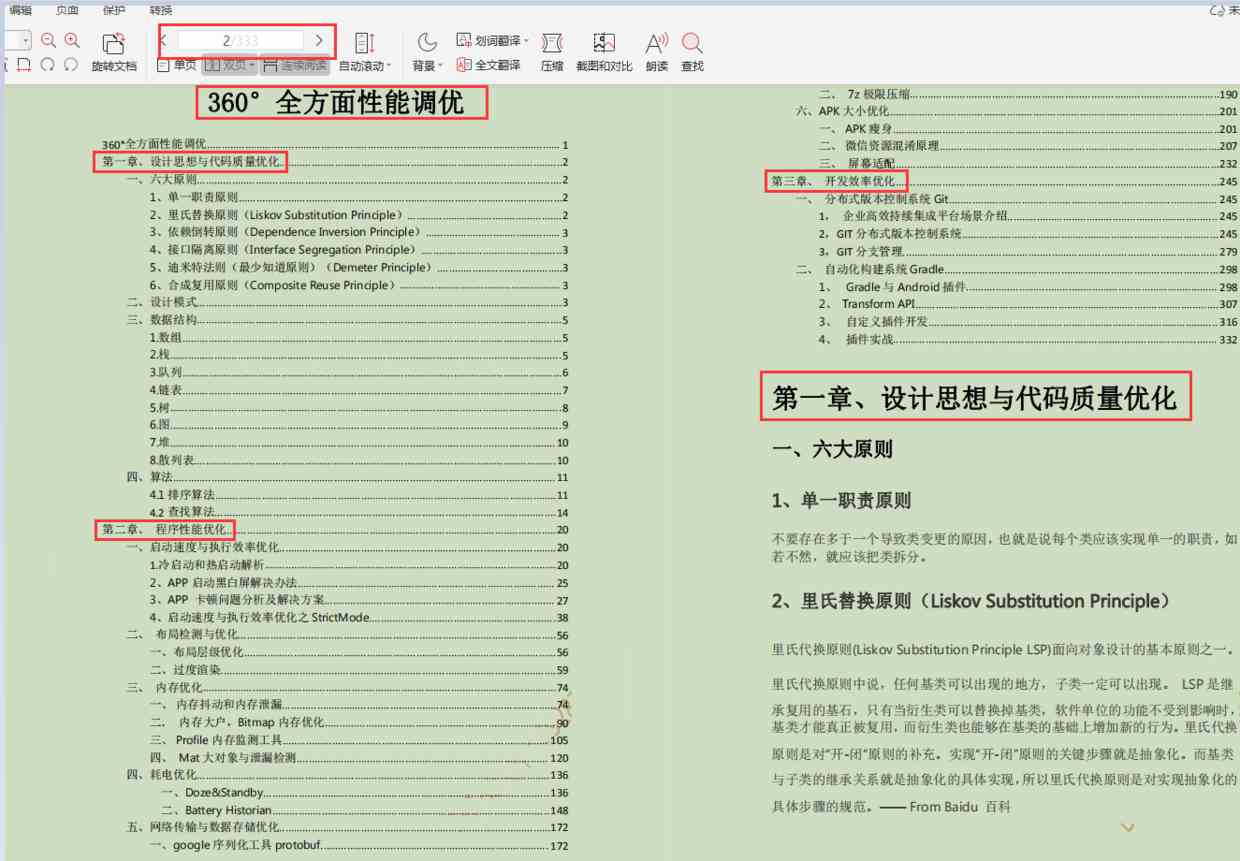 编辑 页面 保护 转换
2/333
旋转文档 单页 双页 连续阅读 自动滚动 背景 划词翻译 全文翻译 压缩 截图和对比 朗读 查找
360°全方面性能调优
360°全方面性能调优 1
第一章、设计思想与代码质量优化 2
一、六大原则 2
1、单一职责原则 2
2、里氏替换原则（Liskov Substitution Principle） 2
3、依赖倒转原则（Dependence Inversion Principle） 3
4、接口隔离原则（Interface Segregation Principle） 3
5、迪米特法则（最少知道原则）（Demeter Principle） 3
6、合成复用原则（Composite Reuse Principle） 3
二、设计模式 3
三、数据结构 5
1.数组 5
2.栈 5
3.队列 6
4.链表 7
5.树 8
6.图 9
7.堆 10
8.散列表 10
四、算法 11
4.1 排序算法 11
4.2 查找算法 14
第二章、 程序性能优化 20
一、启动速度与执行效率优化 20
1.冷启动和热启动解析 20
2、APP 启动黑白屏解决办法 25
3、APP 卡顿问题分析及解决方案 27
4、启动速度与执行效率优化之 StrictMode 38
二、 布局检测与优化 56
一、布局层级优化 56
二、过度渲染 59
三、 内存优化 74
一、 内存抖动和内存泄漏 74
二、 内存大户，Bitmap 内存优化 90
三、 Profile 内存监测工具 105
四、 Mat 大对象与泄漏检测 120
四、耗电优化 136
一、Doze&Standby 136
二、Battery Historian 148
五、网络传输与数据存储优化 172
一、google 序列化工具 protobuf 172
二、 7z 极限压缩 190
六、APK 大小优化 201
一、 APK 瘦身 201
二、 微信资源混淆原理 207
三、 屏幕适配 232
第三章、 开发效率优化 245
一、 分布式版本控制系统 Git 245
1， 企业高效持续集成平台场景介绍 245
2，GIT 分布式版本控制系统 245
3，GIT 分支管理 279
二、 自动化构建系统 Gradle 298
1、 Gradle 与 Android 插件 298
2、 Transform API 307
3、 自定义插件开发 316
4、 插件实战 332
第一章、设计思想与代码质量优化
一、六大原则
1、单一职责原则
不要存在多于一个导致类变更的原因，也就是说每个类应该实现单一的职责，如
若不然，就应该把类拆分。
2、里氏替换原则（Liskov Substitution Principle）
里氏代换原则(Liskov Substitution Principle LSP)面向对象设计的基本原则之一。
里氏代换原则中说，任何基类可以出现的地方，子类一定可以出现。 LSP 是继
承复用的基石，只有当衍生类可以替换掉基类，软件单位的功能不受到影响时，
基类才能真正被复用，而衍生类也能够在基类的基础上增加新的行为。里氏代换
原则是对“开-闭”原则的补充。实现“开-闭”原则的关键步骤就是抽象化。而基类
与子类的继承关系就是抽象化的具体实现，所以里氏代换原则是对实现抽象化的
具体步骤的规范。—— From Baidu 百科